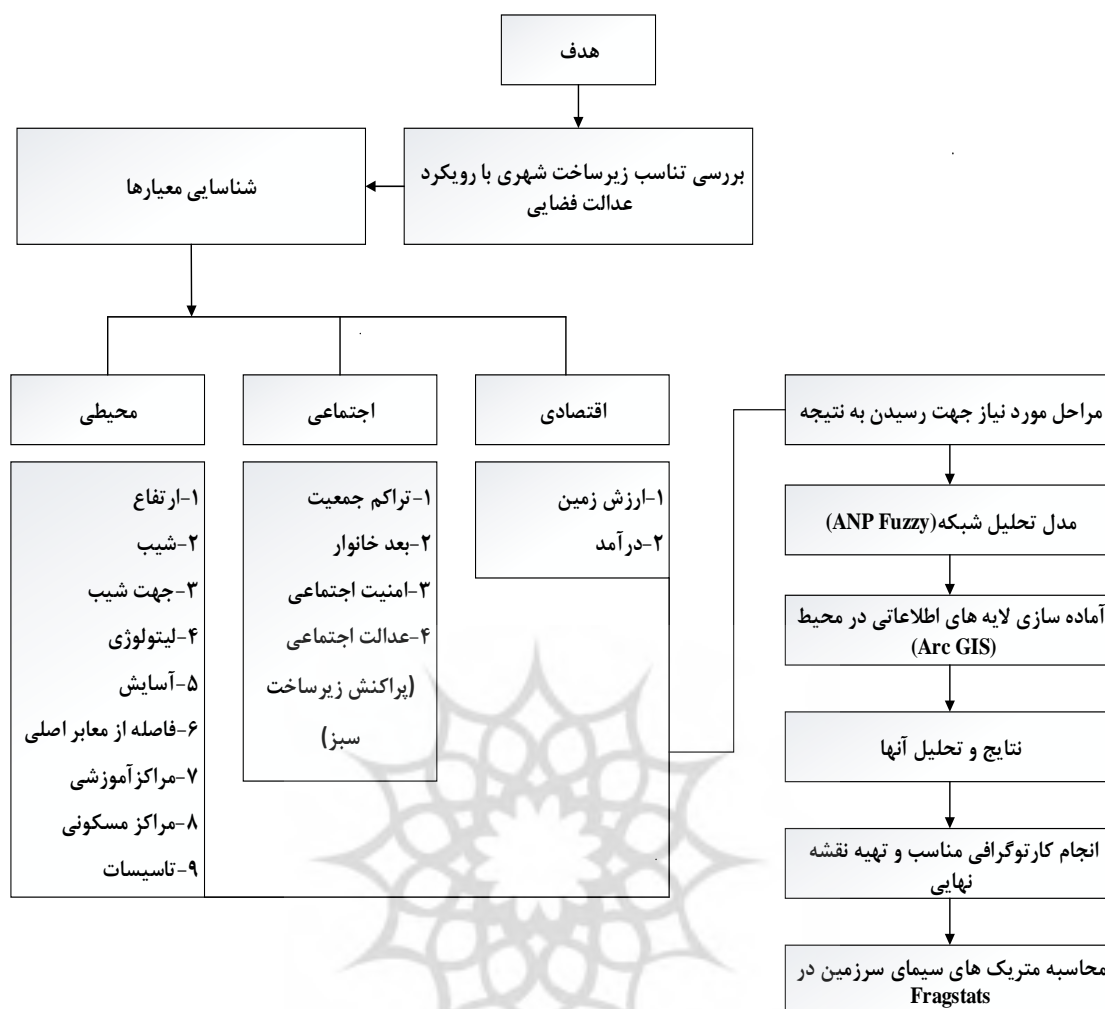 هدف
بررسی تناسب زیرساخت شهری با رویکرد
عدالت فضایی
شناسایی معیارها
اقتصادی
۱-ارزش زمین
۲-درآمد
اجتماعی
۱-تراکم جمعیت
۲-بعد خانوار
۳-امنیت اجتماعی
۴-عدالت اجتماعی
(پراکنش زیرساخت
سبز)
محیطی
۱-ارتفاع
۲-شیب
۳-جهت شیب
۴-لیتولوژی
۵-آسایش
۶-فاصله از معابر اصلی
۷-مراکز آموزشی
۸-مراکز مسکونی
۹-تاسیسات
مراحل مورد نیاز جهت رسیدن به نتیجه
مدل تحلیل شبکه(ANP Fuzzy)
آماده سازی لایه های اطلاعاتی در محیط
(Arc GIS)
نتایج و تحلیل آنها
انجام کارتوگرافی مناسب و تهیه نقشه
نهایی
محاسبه متریک های سیمای سرزمین در
Fragstats